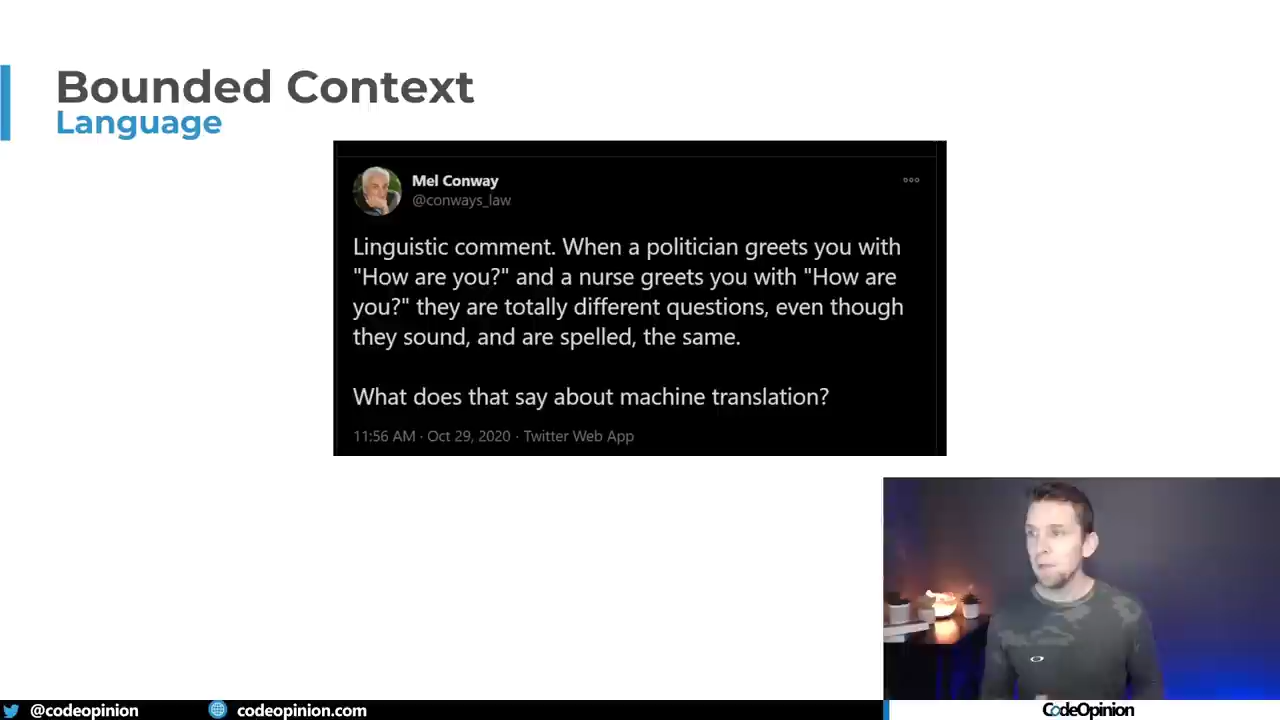 Bounded Context
Language
Mel Conway
@conways_law
Linguistic comment. When a politician greets you with
"How are you?" and a nurse greets you with "How are
you?" they are totally different questions, even though
they sound, and are spelled, the same.
What does that say about machine translation?
11:56 AM · Oct 29, 2020 · Twitter Web App
@codeopinion
codeopinion.com
CodeOpinion